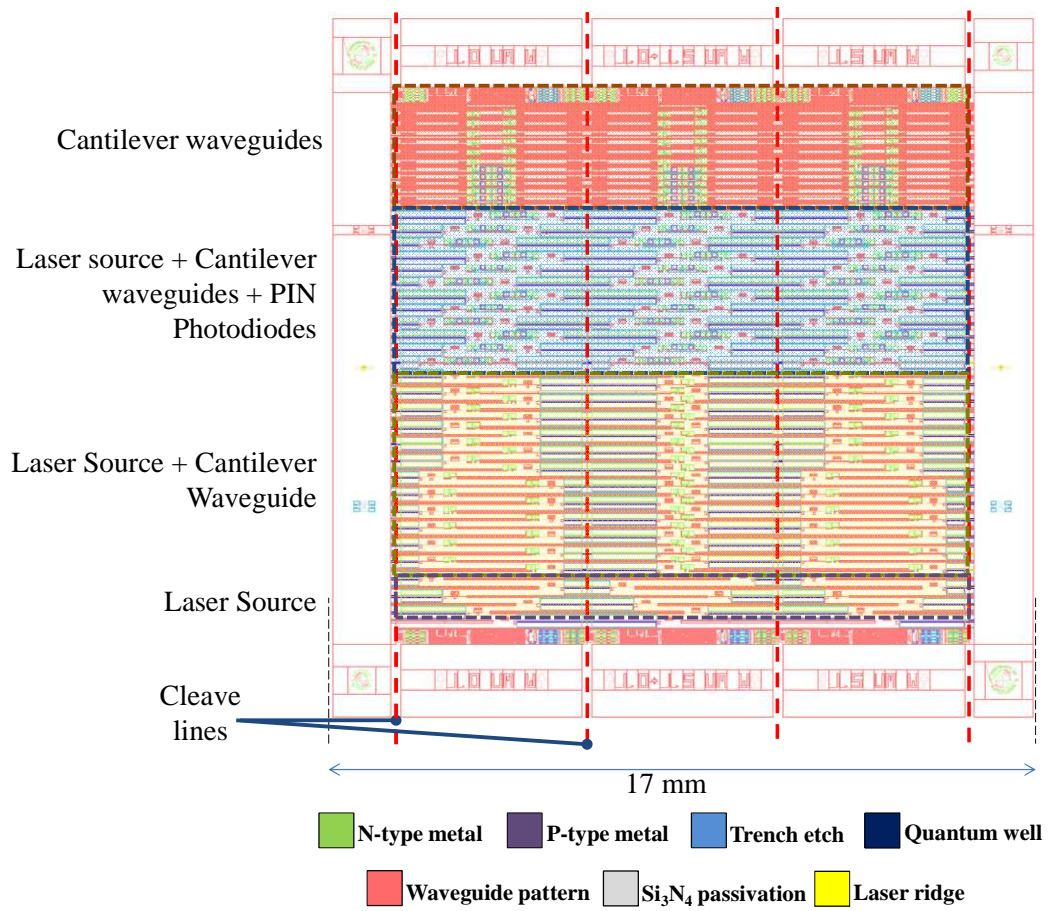 Cantilever waveguides
Laser source + Cantilever
waveguides + PIN
Photodiodes
Laser Source + Cantilever
Waveguide
Laser Source
Cleave
lines
17 mm
N-type metal
P-type metal
Trench etch
Quantum well
Waveguide pattern
Si₃N₄ passivation
Laser ridge